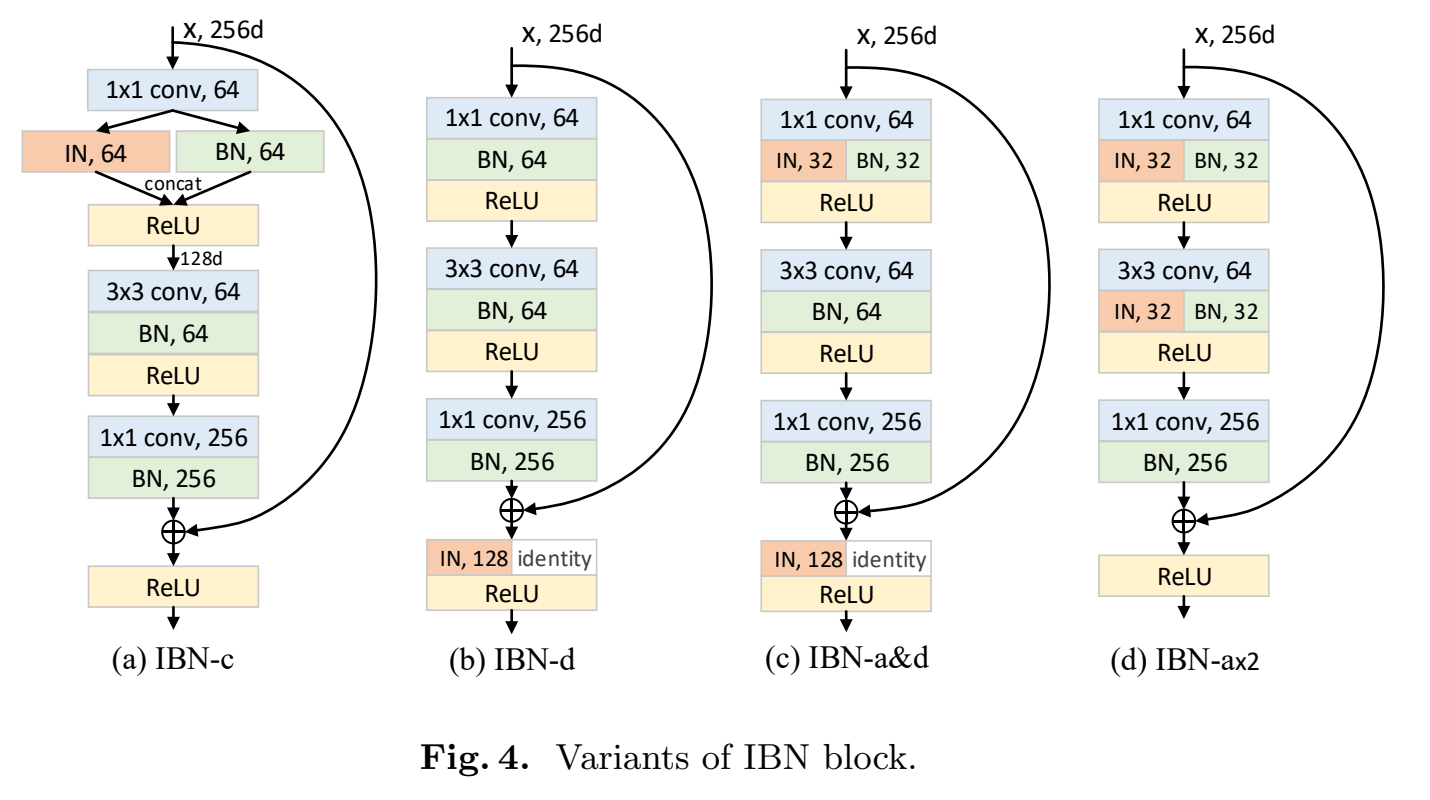 x, 256d
1x1 conv, 64
IN, 64
BN, 64
concat
ReLU
128d
3x3 conv, 64
BN, 64
ReLU
1x1 conv, 256
BN, 256
ReLU
(a) IBN-c
x, 256d
1x1 conv, 64
BN, 64
ReLU
3x3 conv, 64
BN, 64
ReLU
1x1 conv, 256
BN, 256
IN, 128 identity
ReLU
(b) IBN-d
x, 256d
1x1 conv, 64
IN, 32 BN, 32
ReLU
3x3 conv, 64
BN, 64
ReLU
1x1 conv, 256
BN, 256
IN, 128 identity
ReLU
(c) IBN-a&d
x, 256d
1x1 conv, 64
IN, 32 BN, 32
ReLU
3x3 conv, 64
IN, 32 BN, 32
ReLU
1x1 conv, 256
BN, 256
ReLU
(d) IBN-ax2
Fig. 4. Variants of IBN block.